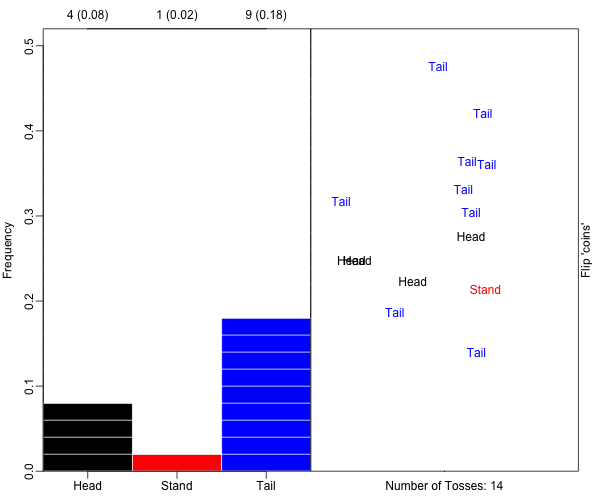 4 (0.08) 1 (0.02) 9 (0.18)
Frequency
0.5
0.4
0.3
0.2
0.1
0.0
Head Stand Tail
Tail
Tail
Tail Tail
Tail
Tail
Tail
Head
Head Head
Head
Stand
Tail
Tail
Flip 'coins'
Number of Tosses: 14